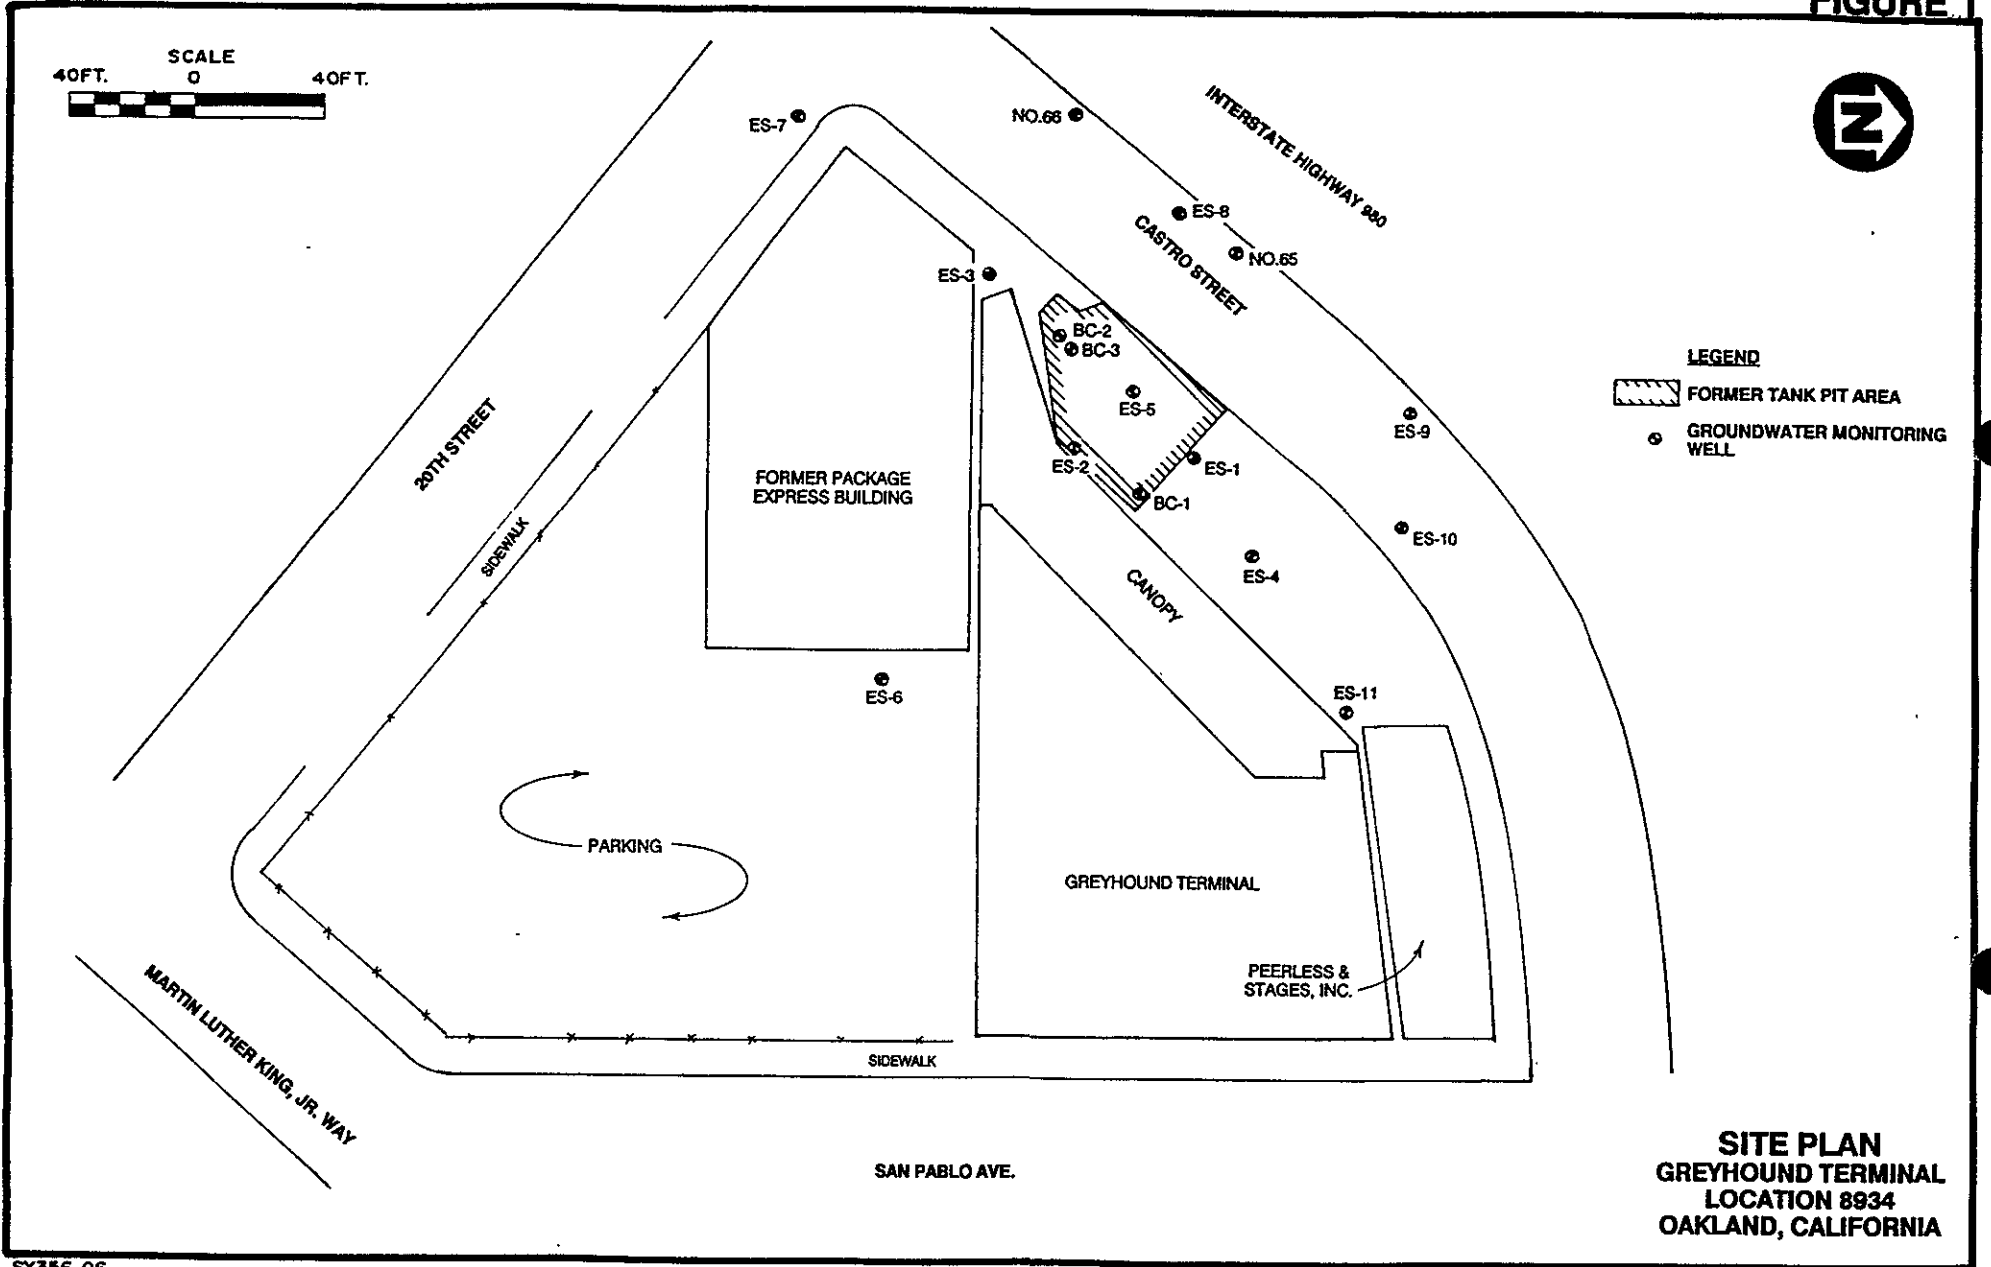 FIGURE 1
SCALE
40FT. 0 40FT.
N
ES-7
NO.66
INTERSTATE HIGHWAY 980
ES-8
CASTRO STREET
NO.65
ES-3
BC-2
BC-3
ES-5
LEGEND
FORMER TANK PIT AREA
GROUNDWATER MONITORING
WELL
ES-9
20TH STREET
ES-2
ES-1
FORMER PACKAGE
EXPRESS BUILDING
BC-1
ES-10
SIDEWALK
ES-4
CANOPY
ES-6
ES-11
PARKING
GREYHOUND TERMINAL
PEERLESS &
STAGES, INC.
MARTIN LUTHER KING, JR. WAY
SIDEWALK
SAN PABLO AVE.
SITE PLAN
GREYHOUND TERMINAL
LOCATION 8934
OAKLAND, CALIFORNIA